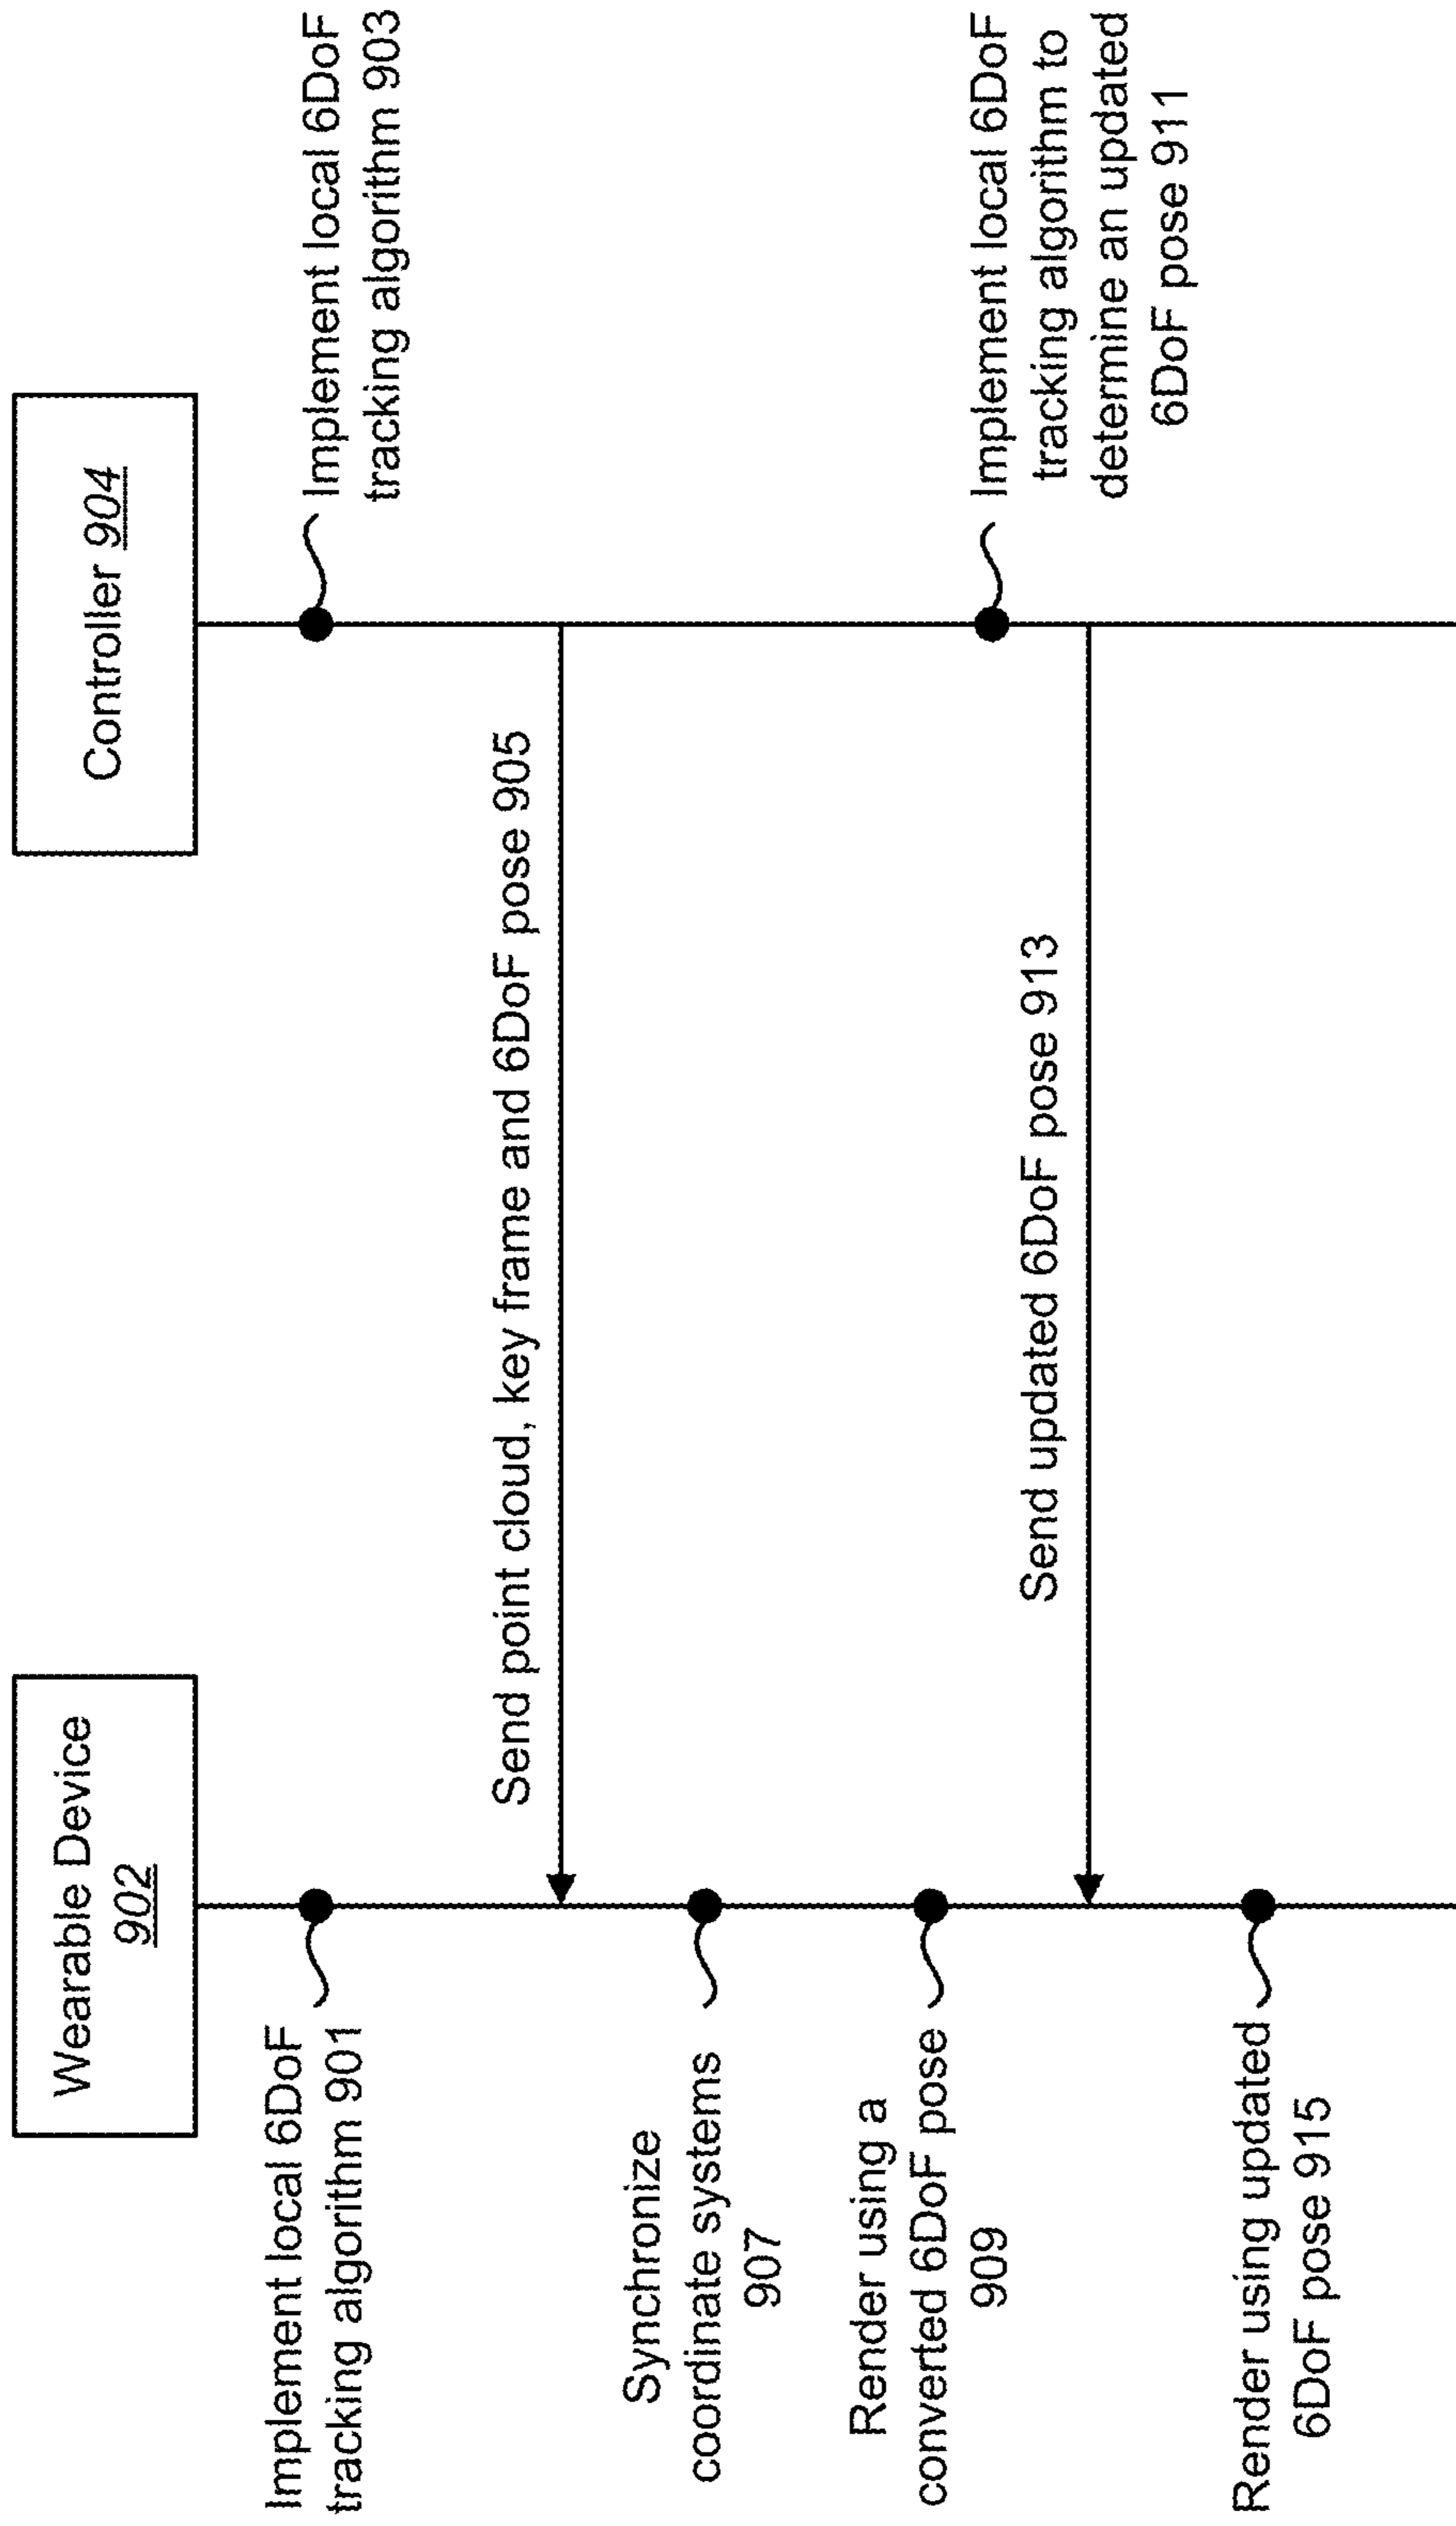 Wearable Device
902
Controller 904
Implement local 6DoF
tracking algorithm 901
Implement local 6DoF
tracking algorithm 903
Send point cloud, key frame and 6DoF pose 905
Synchronize
coordinate systems
907
Render using a
converted 6DoF pose
909
Implement local 6DoF
tracking algorithm to
determine an updated
6DoF pose 911
Send updated 6DoF pose 913
Render using updated
6DoF pose 915